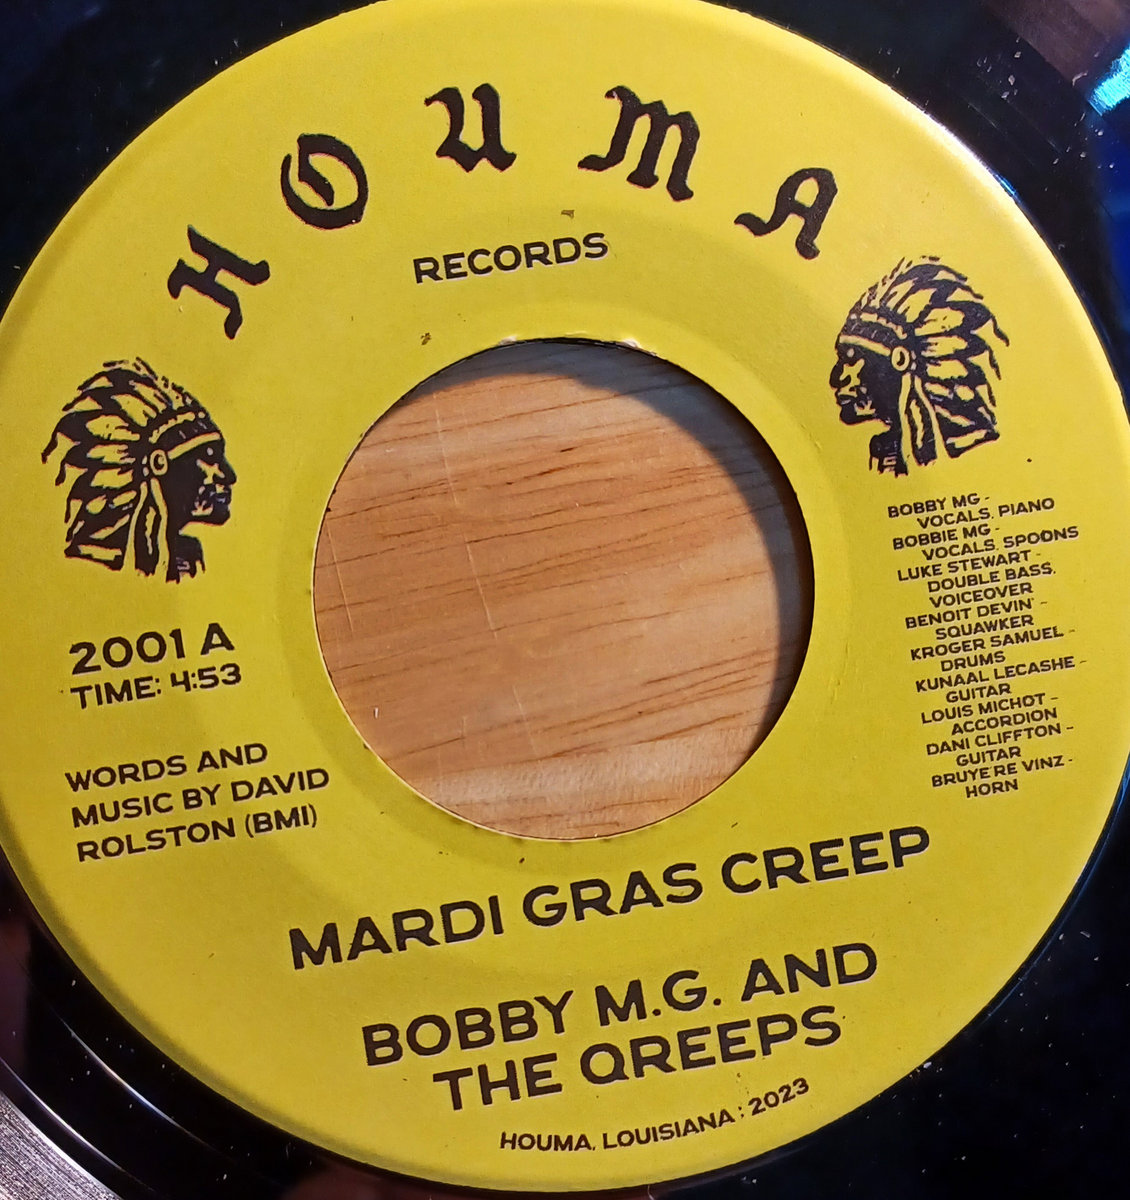 HOUMA
RECORDS
BOBBY MG -
VOCALS, PIANO
BOBBIE MG -
VOCALS, SPOONS
LUKE STEWART -
DOUBLE BASS,
VOICEOVER
BENOIT DEVIN' -
SQUAWKER
KROGER SAMUEL -
DRUMS
KUNAAL LECASHE -
GUITAR
LOUIS MICHOT -
ACCORDION
DANI CLIFFTON -
GUITAR
BRUYE'RE VINZ -
HORN
2001 A
TIME: 4:53
WORDS AND
MUSIC BY DAVID
ROLSTON (BMI)
MARDI GRAS CREEP
BOBBY M.G. AND
THE QREEPS
HOUMA, LOUISIANA ; 2023